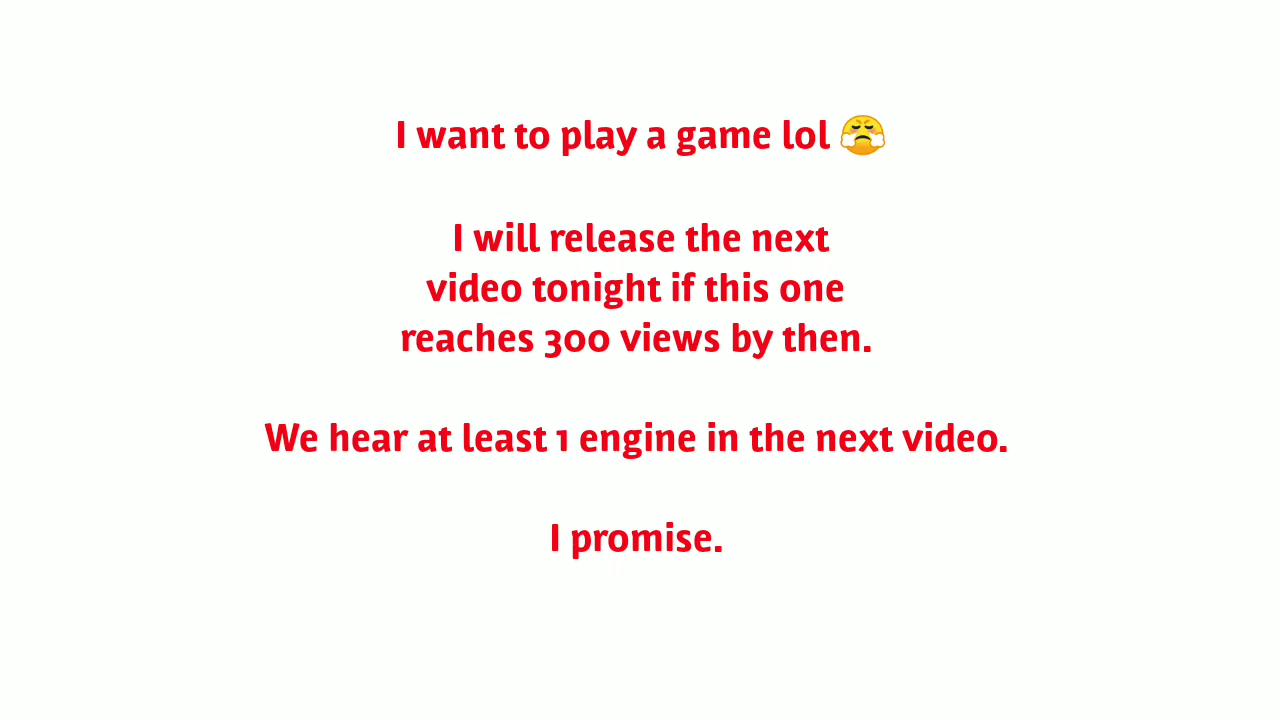 I want to play a game lol 😤
I will release the next
video tonight if this one
reaches 300 views by then.
We hear at least 1 engine in the next video.
I promise.